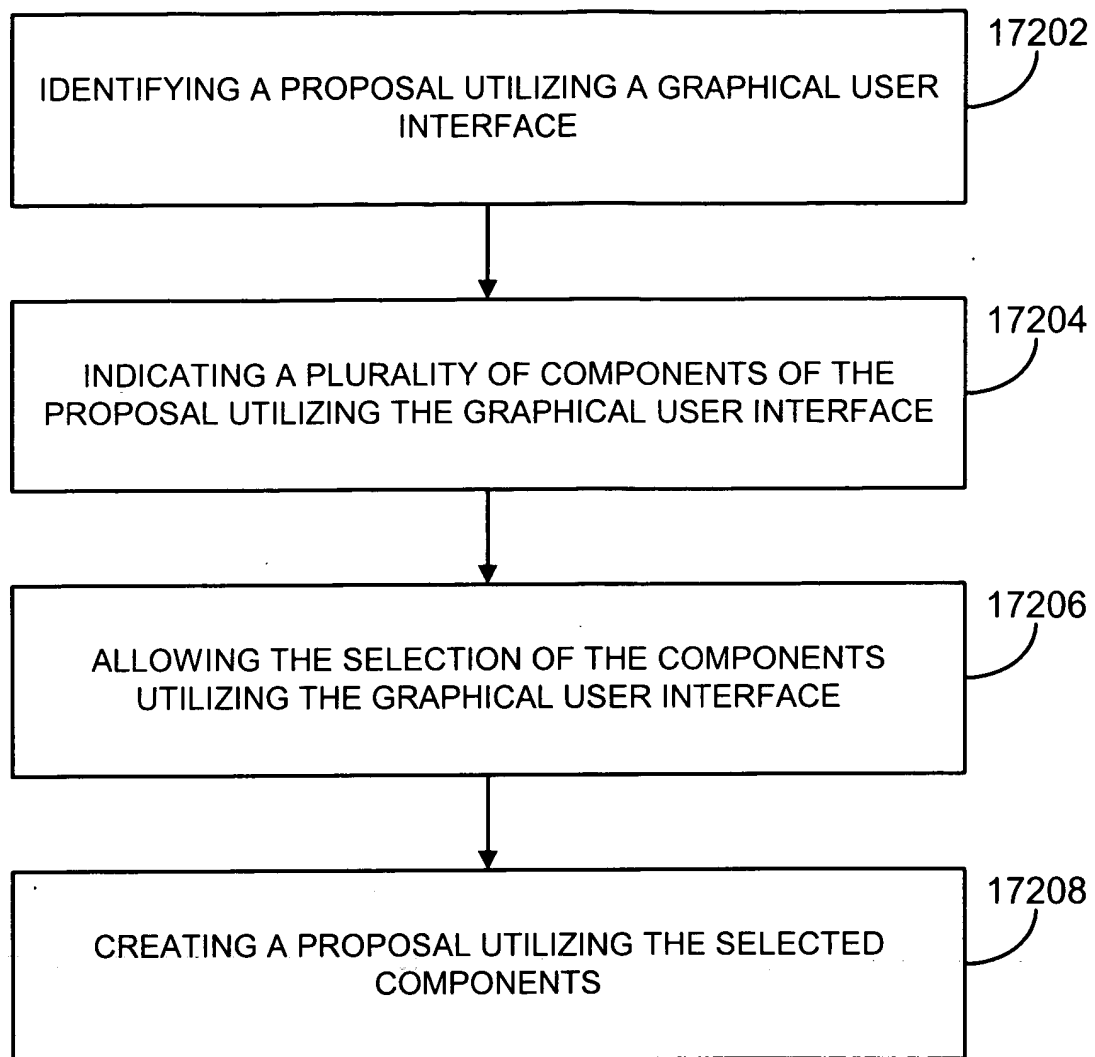 17202
IDENTIFYING A PROPOSAL UTILIZING A GRAPHICAL USER
INTERFACE
17204
INDICATING A PLURALITY OF COMPONENTS OF THE
PROPOSAL UTILIZING THE GRAPHICAL USER INTERFACE
17206
ALLOWING THE SELECTION OF THE COMPONENTS
UTILIZING THE GRAPHICAL USER INTERFACE
17208
CREATING A PROPOSAL UTILIZING THE SELECTED
COMPONENTS